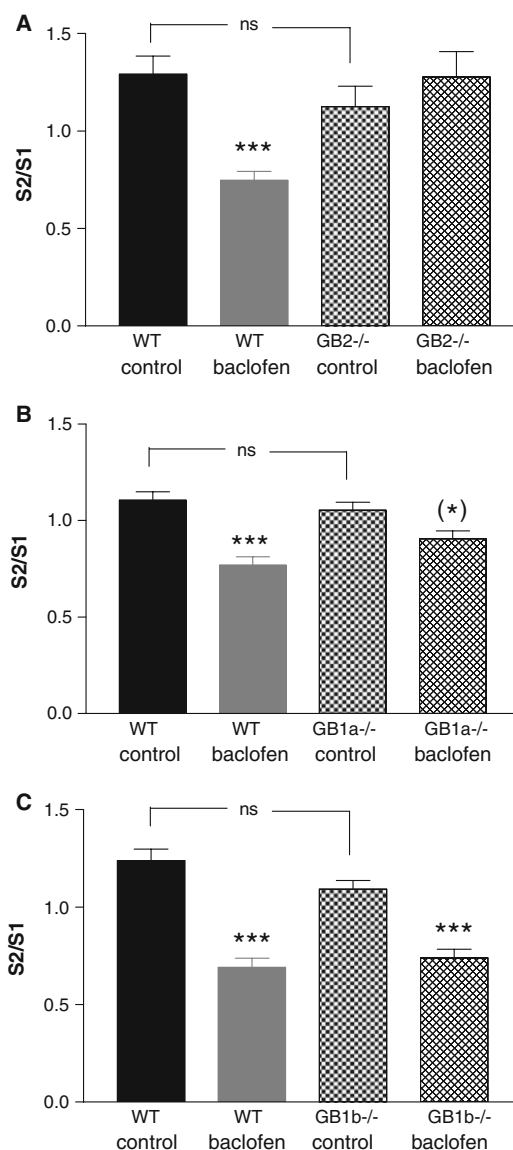 A
ns
1.5
1.0
0.5
0.0
S2/S1
***
WT control
WT baclofen
GB2-/- control
GB2-/- baclofen
B
ns
1.5
1.0
0.5
0.0
S2/S1
***
(*)
WT control
WT baclofen
GB1a-/- control
GB1a-/- baclofen
C
ns
1.5
1.0
0.5
0.0
S2/S1
***
***
WT control
WT baclofen
GB1b-/- control
GB1b-/- baclofen